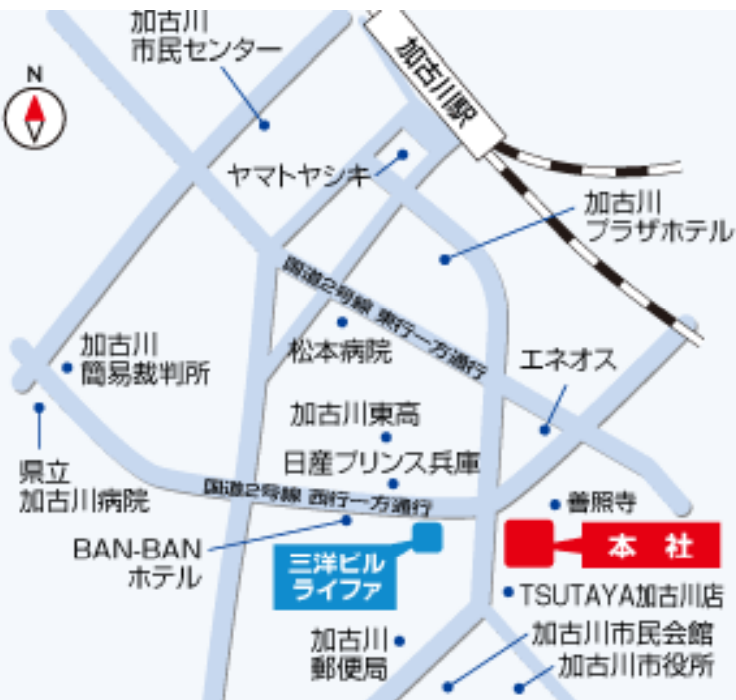 加古川
市民センター
N
加古川駅
ヤマトヤシキ
加古川
プラザホテル
国道2号線 東行一方通行
松本病院
エネオス
加古川
簡易裁判所
加古川東高
日産プリンス兵庫
県立
加古川病院
国道2号線 西行一方通行
善照寺
BAN-BAN
ホテル
三洋ビル
ライファ
本 社
TSUTAYA加古川店
加古川
郵便局
加古川市民会館
加古川市役所